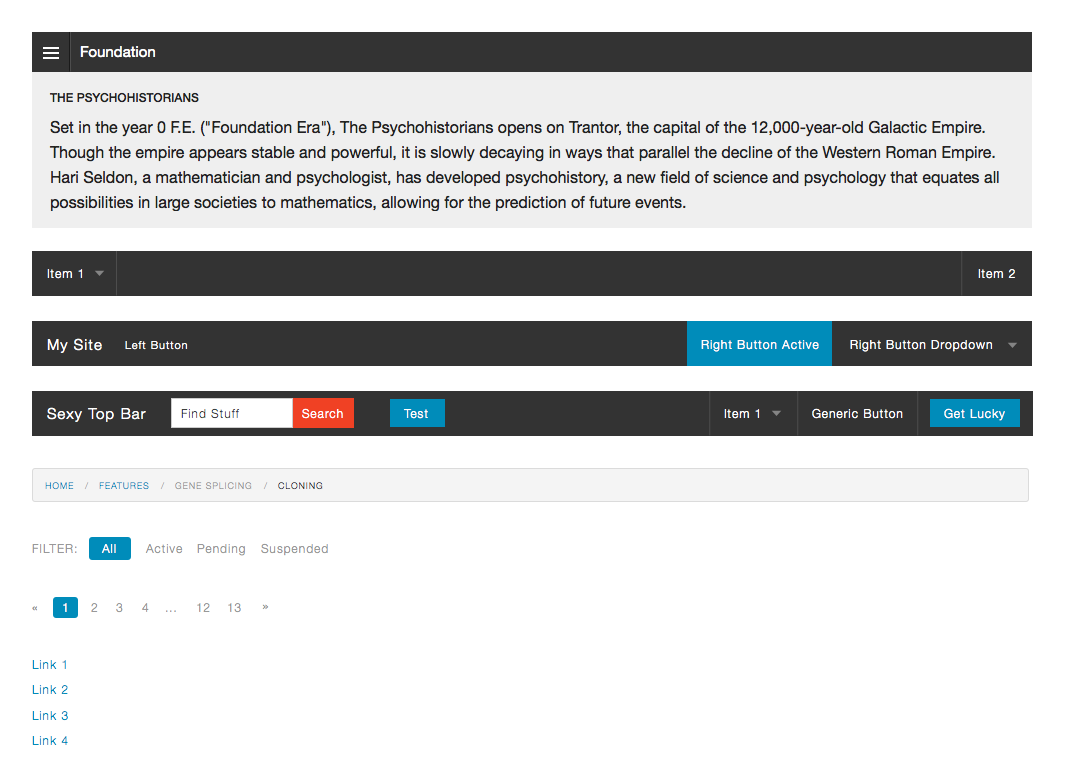 Foundation
THE PSYCHOHISTORIANS
Set in the year 0 F.E. ("Foundation Era"), The Psychohistorians opens on Trantor, the capital of the 12,000-year-old Galactic Empire.
Though the empire appears stable and powerful, it is slowly decaying in ways that parallel the decline of the Western Roman Empire.
Hari Seldon, a mathematician and psychologist, has developed psychohistory, a new field of science and psychology that equates all
possibilities in large societies to mathematics, allowing for the prediction of future events.
Item 1 Item 2
My Site Left Button Right Button Active Right Button Dropdown
Sexy Top Bar Find Stuff Search Test Item 1 Generic Button Get Lucky
HOME / FEATURES / GENE SPLICING / CLONING
FILTER: All Active Pending Suspended
« 1 2 3 4 ... 12 13 »
Link 1
Link 2
Link 3
Link 4